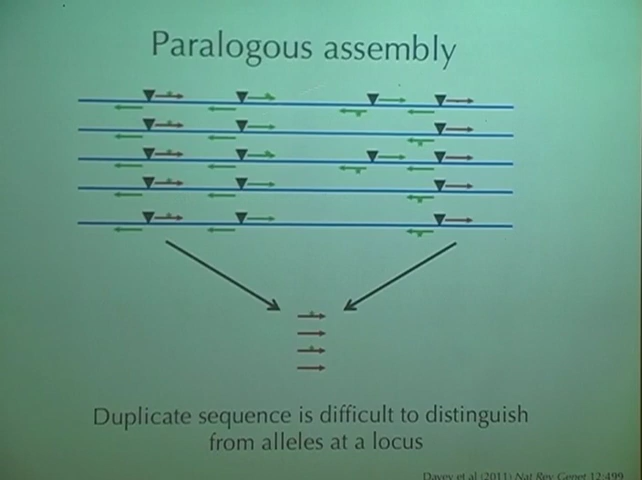 Paralogous assembly
Duplicate sequence is difficult to distinguish
from alleles at a locus
Davey et al (2011) Nat Rev Genet 12:499